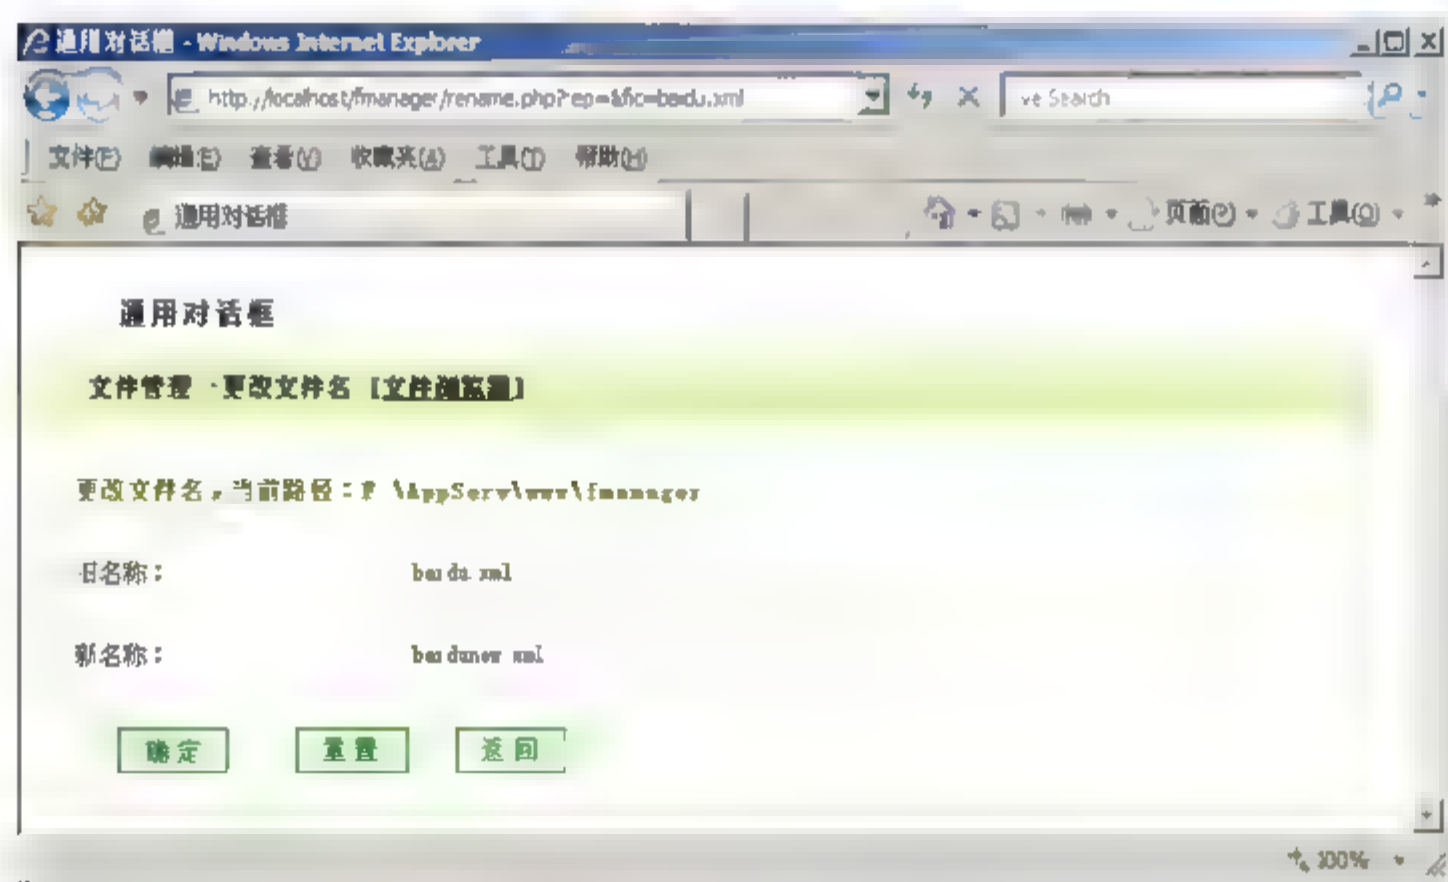 通用对话框 - Windows Internet Explorer
http://localhost/fmanager/rename.php?ep=&fic=baidu.xml
ve Search
文件(F) 编辑(E) 查看(V) 收藏夹(A) 工具(T) 帮助(H)
通用对话框
页面(P) 工具(O)
通用对话框
文件管理 -更改文件名 [文件浏览器]
更改文件名,当前路径:F \AppServ\www\fmanager
旧名称: baidu.xml
新名称: baidunew xml
确定 重置 返回
100%